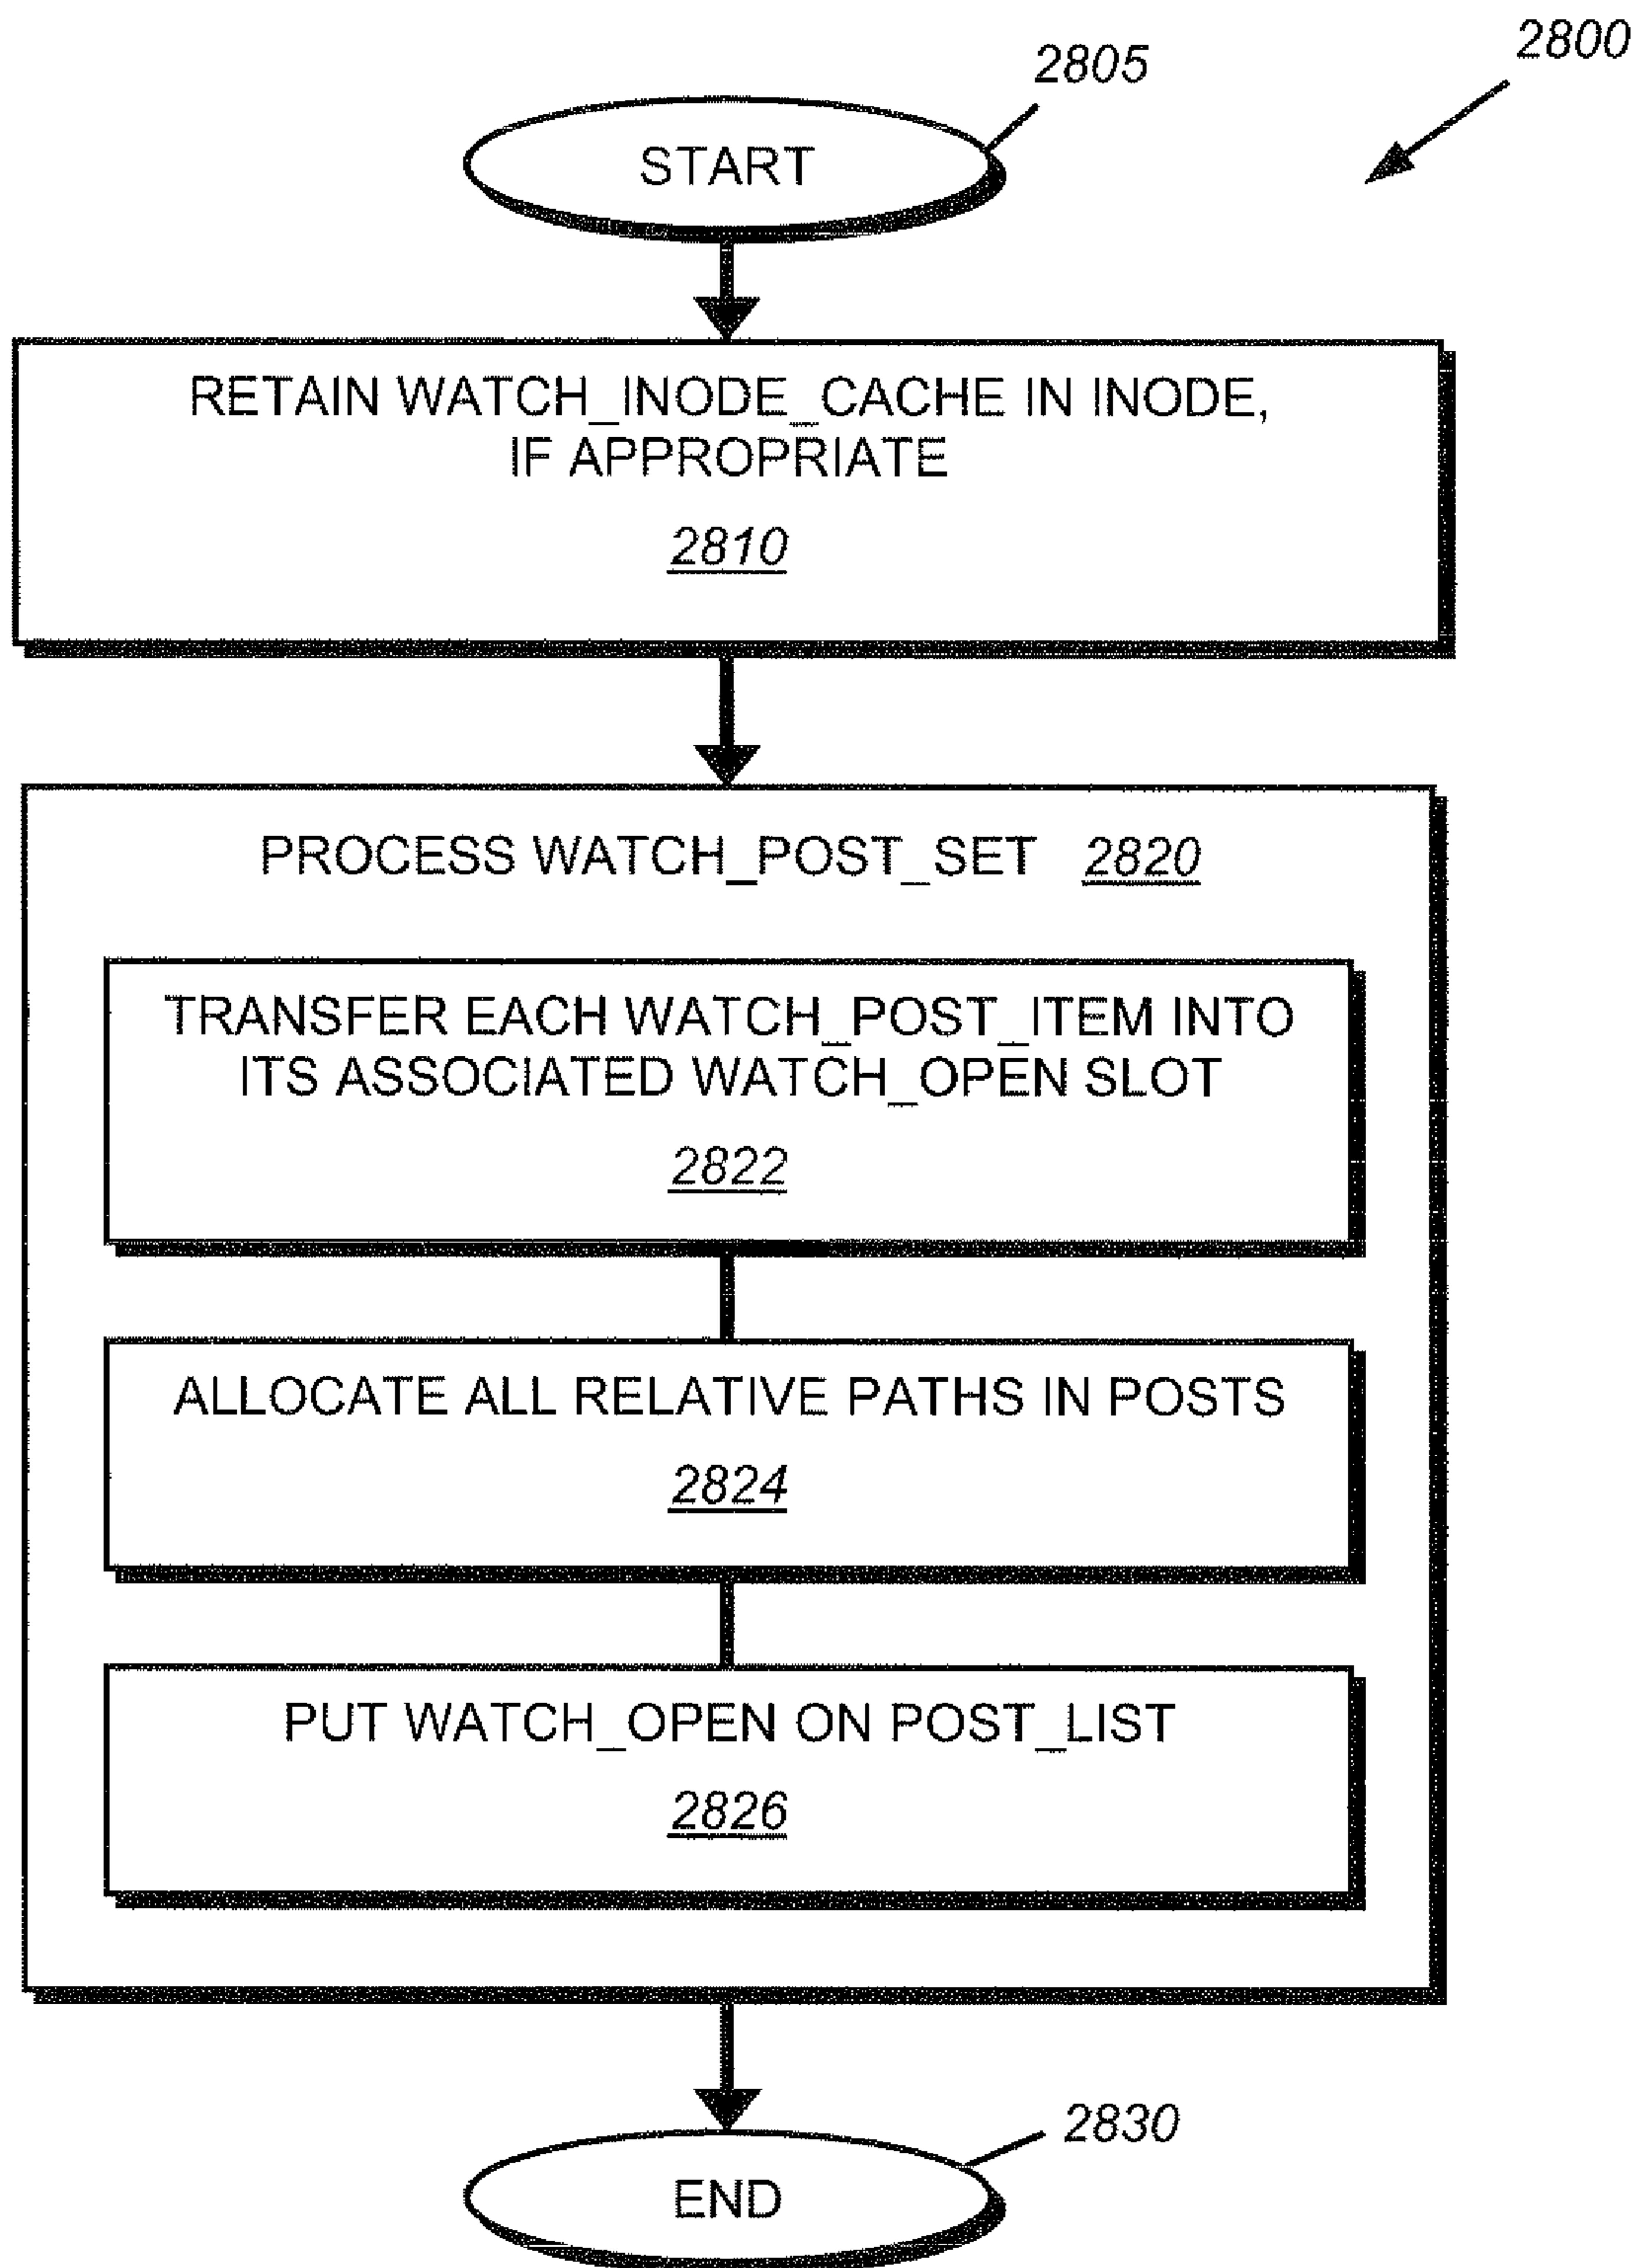 2800
2805
START
RETAIN WATCH_INODE_CACHE IN INODE,
IF APPROPRIATE
2810
PROCESS WATCH_POST_SET 2820
TRANSFER EACH WATCH_POST_ITEM INTO
ITS ASSOCIATED WATCH_OPEN SLOT
2822
ALLOCATE ALL RELATIVE PATHS IN POSTS
2824
PUT WATCH_OPEN ON POST_LIST
2826
2830
END